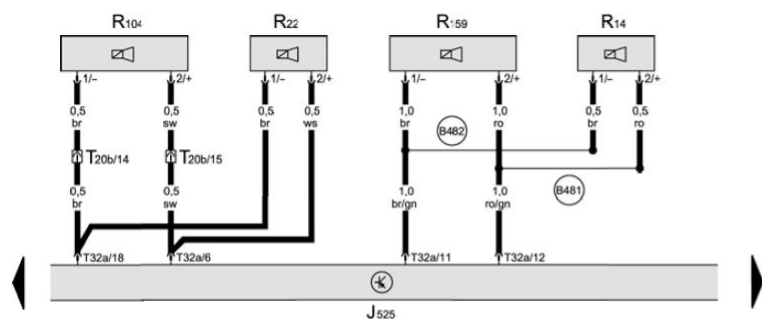 R104 R22 R159 R14
1/– 2/+ 1/– 2/+ 1/– 2/+ 1/– 2/+
0,5 0,5 0,5 0,5 1,0 1,0 0,5 0,5
br sw br ws br ro br ro
B482
T20b/14 T20b/15
B481
0,5 0,5 1,0 1,0
br sw br/gn ro/gn
T32a/18 T32a/6 T32a/11 T32a/12
J525